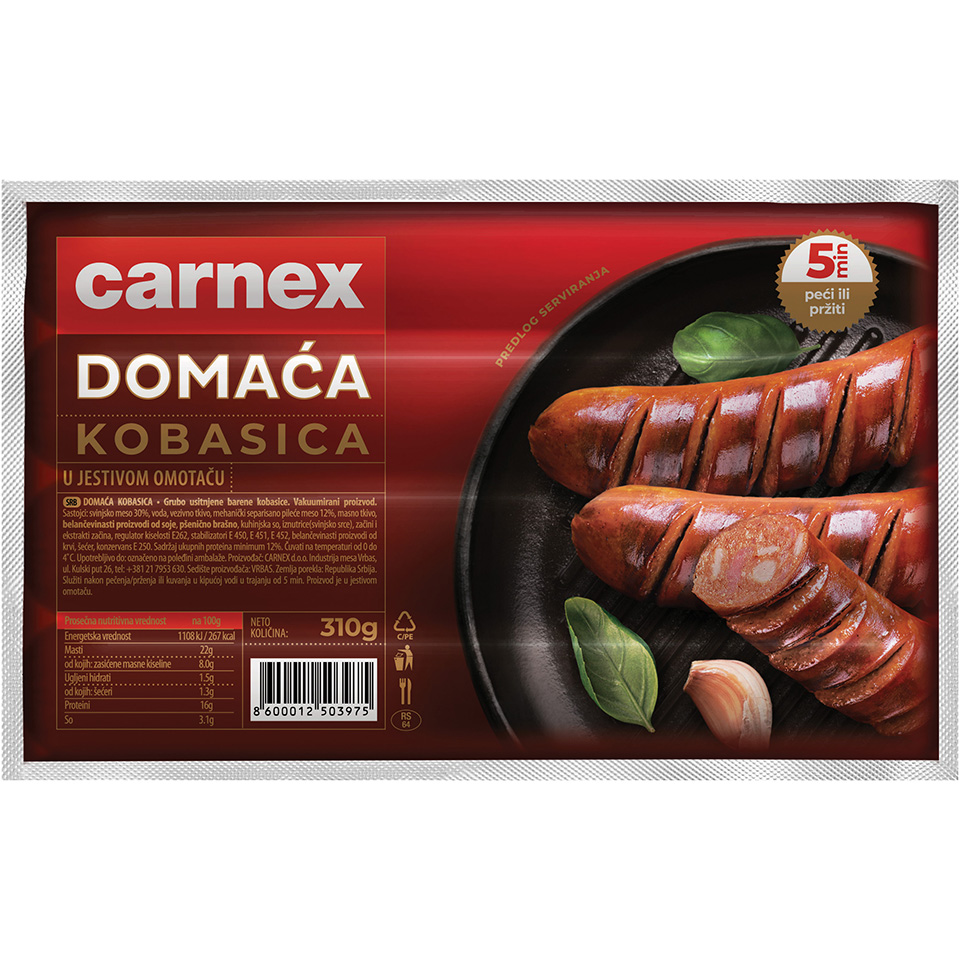 carnex
DOMAĆA
KOBASICA
U JESTIVOM OMOTAČU
SRB DOMAĆA KOBASICA • Grubo usitnjene barene kobasice. Vakuumirani proizvod.
Sastojci: svinjsko meso 30%, voda, vezivno tkivo, mehanički separisano pileće meso 12%, masno tkivo,
belančevinasti proizvodi od soje, pšenično brašno, kuhinjska so, iznutrice(svinjsko srce), začini i
ekstrakti začina, regulator kiselosti E262, stabilizatori E 450, E 451, E 452, belančevinasti proizvodi od
krvi, šećer, konzervans E 250. Sadržaj ukupnih proteina minimum 12%. Čuvati na temperaturi od 0 do
4˚C. Upotrebljivo do: označeno na poleđini ambalaže. Proizvođač: CARNEX d.o.o. Industrija mesa Vrbas,
ul. Kulski put 26, tel: +381 21 7953 630. Sedište proizvođača: VRBAS. Zemlja porekla: Republika Srbija.
Služiti nakon pečenja/prženja ili kuvanja u kipućoj vodi u trajanju od 5 min. Proizvod je u jestivom
omotaču.
Prosečna nutritivna vrednost na 100g
Energetska vrednost 1108 kJ / 267 kcal
Masti 22g
od kojih: zasićene masne kiseline 8.0g
Ugljeni hidrati 1.5g
od kojih: šećeri 1.3g
Proteini 16g
So 3.1g
NETO
KOLIČINA: 310g
8 600012 503975
C/PE
RS
64
PREDLOG SERVIRANJA
5 min
peći ili
pržiti